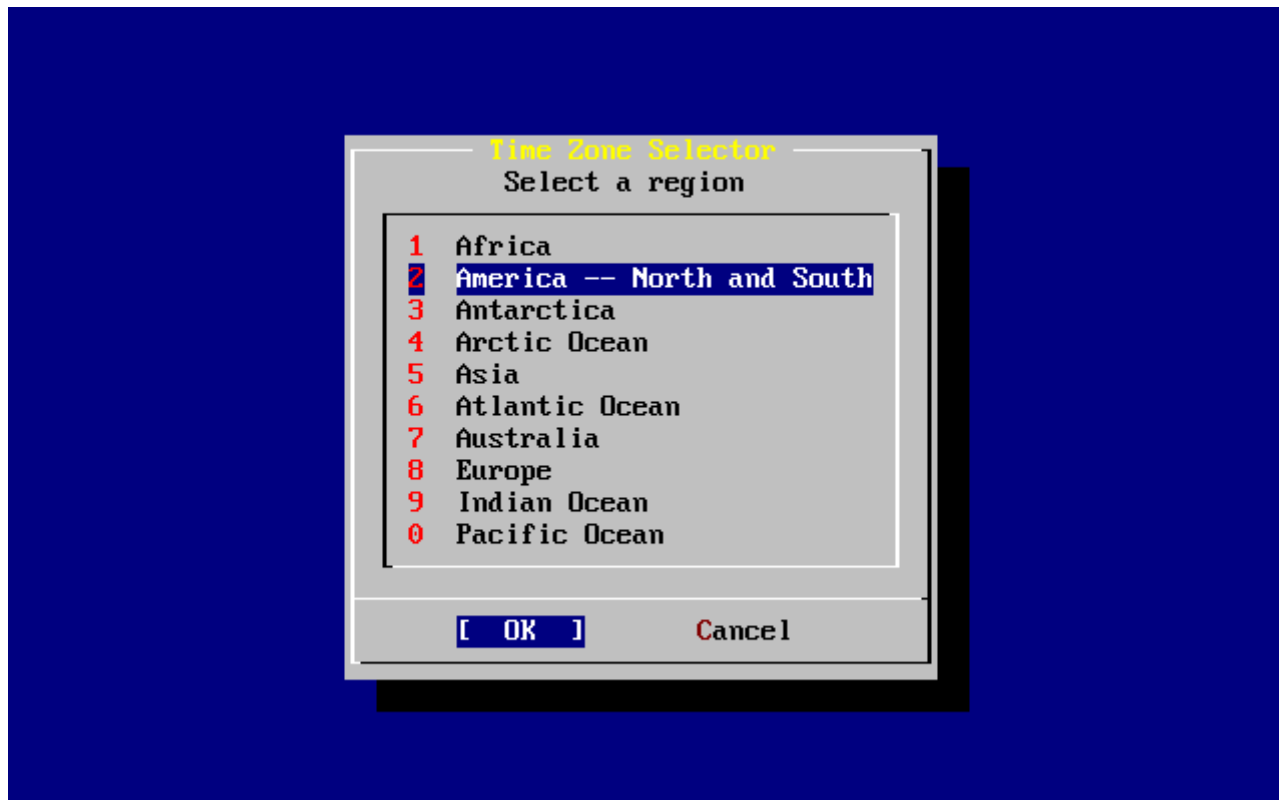 Time Zone Selector
Select a region
1 Africa
2 America -- North and South
3 Antarctica
4 Arctic Ocean
5 Asia
6 Atlantic Ocean
7 Australia
8 Europe
9 Indian Ocean
0 Pacific Ocean
[ OK ] Cancel